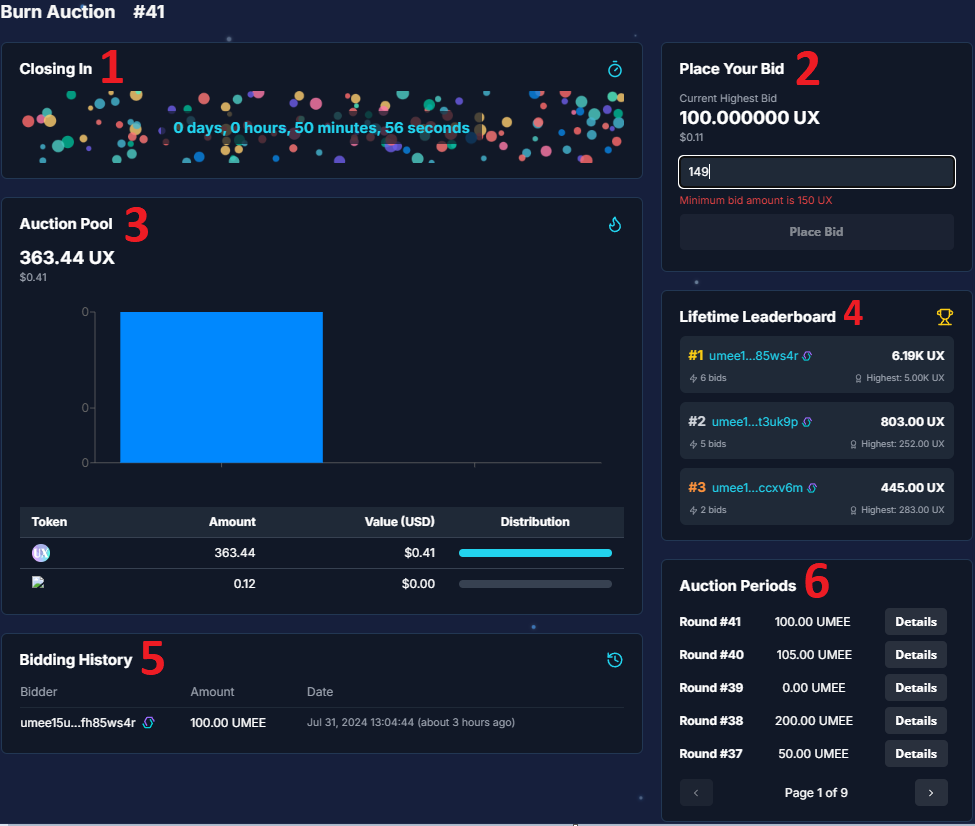 Burn Auction #41
Closing In 1
0 days, 0 hours, 50 minutes, 56 seconds
Place Your Bid 2
Current Highest Bid
100.000000 UX
$0.11
149
Minimum bid amount is 150 UX
Place Bid
Auction Pool 3
363.44 UX
$0.41
0
0
0
Token Amount Value (USD) Distribution
UX 363.44 $0.41
0.12 $0.00
Lifetime Leaderboard 4
#1 umee1...85ws4r 6.19K UX
6 bids Highest: 5.00K UX
#2 umee1...t3uk9p 803.00 UX
5 bids Highest: 252.00 UX
#3 umee1...ccxv6m 445.00 UX
2 bids Highest: 283.00 UX
Bidding History 5
Bidder Amount Date
umee15u...fh85ws4r 100.00 UMEE Jul 31, 2024 13:04:44 (about 3 hours ago)
Auction Periods 6
Round #41 100.00 UMEE Details
Round #40 105.00 UMEE Details
Round #39 0.00 UMEE Details
Round #38 200.00 UMEE Details
Round #37 50.00 UMEE Details
‹ Page 1 of 9 ›